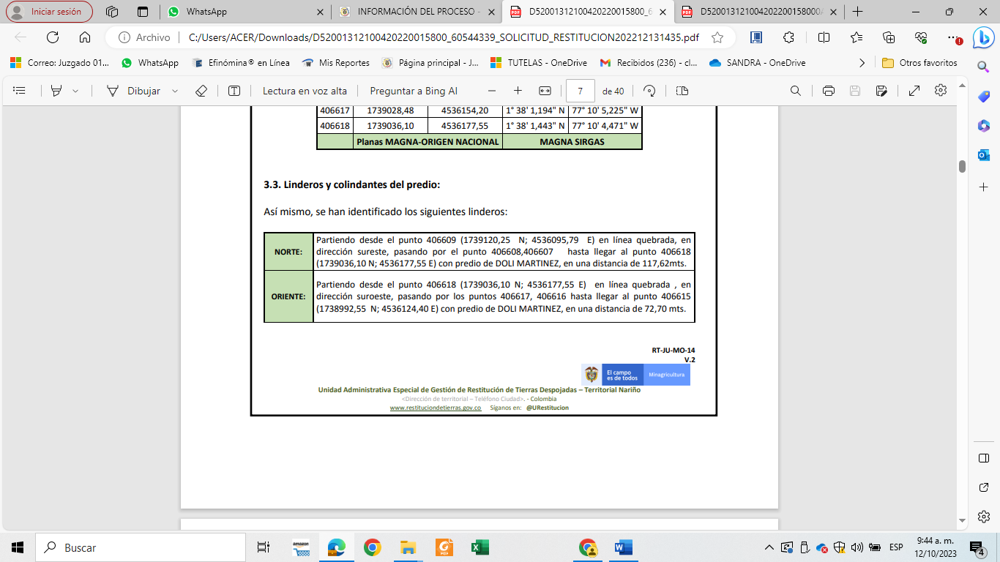 Iniciar sesión
WhatsApp
INFORMACIÓN DEL PROCESO -
D52001312100420220015800_6
D520013121004202200158000
Archivo
C:/Users/ACER/Downloads/D52001312100420220015800_60544339_SOLICITUD_RESTITUCION202212131435.pdf
Correo: Juzgado 01...
WhatsApp
Efinómina® en Línea
Mis Reportes
Página principal - J...
TUTELAS - OneDrive
Recibidos (236) - cl...
SANDRA - OneDrive
Otros favoritos
Dibujar
Lectura en voz alta
Preguntar a Bing AI
7
de 40
406617 1739028,48 4536154,20 1° 38' 1,194" N 77° 10' 5,225" W
406618 1739036,10 4536177,55 1° 38' 1,443" N 77° 10' 4,471" W
Planas MAGNA-ORIGEN NACIONAL MAGNA SIRGAS
3.3. Linderos y colindantes del predio:
Así mismo, se han identificado los siguientes linderos:
NORTE:
Partiendo desde el punto 406609 (1739120,25 N; 4536095,79 E) en línea quebrada, en
dirección sureste, pasando por el punto 406608,406607 hasta llegar al punto 406618
(1739036,10 N; 4536177,55 E) con predio de DOLI MARTINEZ, en una distancia de 117,62mts.
ORIENTE:
Partiendo desde el punto 406618 (1739036,10 N; 4536177,55 E) en línea quebrada , en
dirección suroeste, pasando por los puntos 406617, 406616 hasta llegar al punto 406615
(1738992,55 N; 4536124,40 E) con predio de DOLI MARTINEZ, en una distancia de 72,70 mts.
RT-JU-MO-14
V.2
El campo
es de todos
Minagricultura
Unidad Administrativa Especial de Gestión de Restitución de Tierras Despojadas – Territorial Nariño
<Dirección de territorial – Teléfono Ciudad>. - Colombia
www.restituciondetierras.gov.co Síganos en: @URestitucion
Buscar
ESP
9:44 a. m.
12/10/2023
4